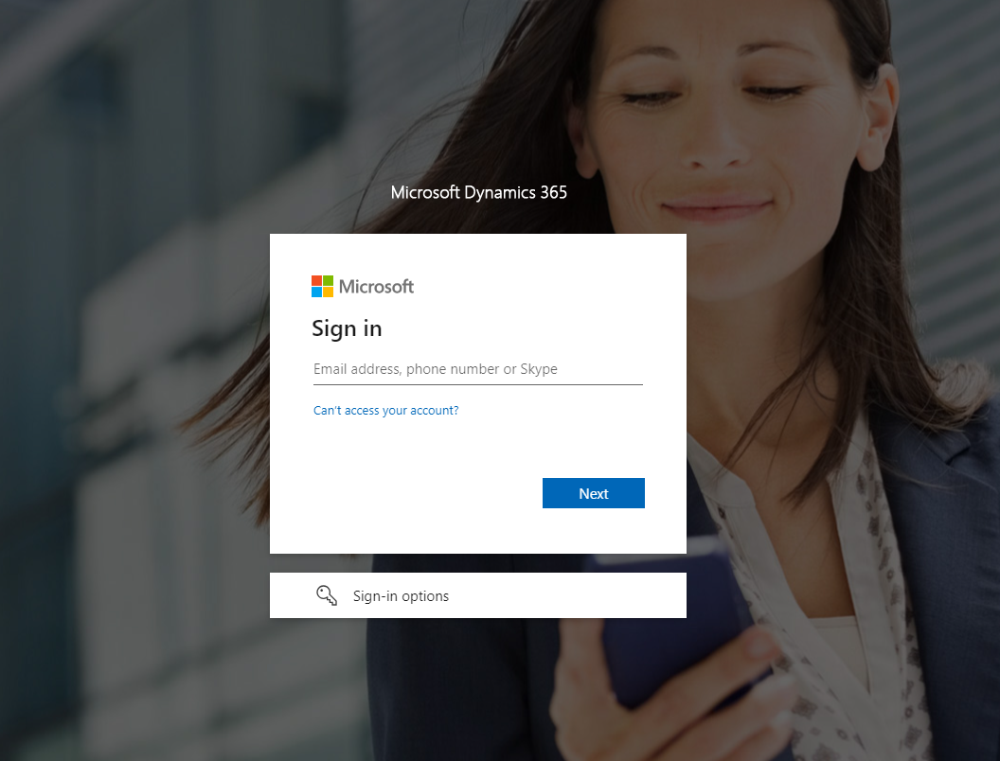 Microsoft Dynamics 365
Microsoft
Sign in
Email address, phone number or Skype
Can't access your account?
Next
Sign-in options